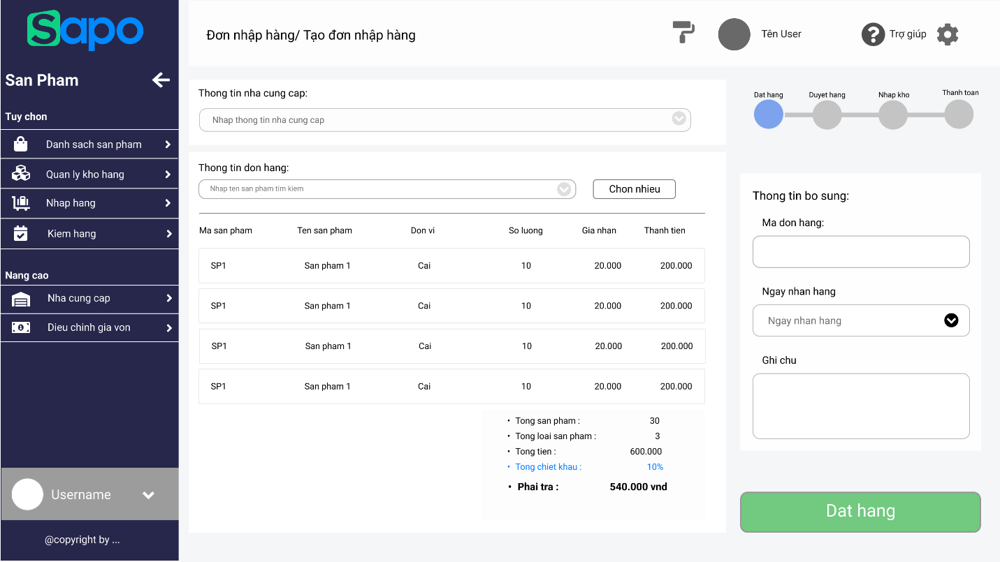 Sapo
San Pham
Tuy chon
Danh sach san pham
Quan ly kho hang
Nhap hang
Kiem hang
Nang cao
Nha cung cap
Dieu chinh gia von
Username
@copyright by ...
Đơn nhập hàng/ Tạo đơn nhập hàng
Tên User
? Trợ giúp
Thong tin nha cung cap:
Nhap thong tin nha cung cap
Thong tin don hang:
Nhap ten san pham tim kiem
Chon nhieu
Ma san pham Ten san pham Don vi So luong Gia nhan Thanh tien
SP1 San pham 1 Cai 10 20.000 200.000
SP1 San pham 1 Cai 10 20.000 200.000
SP1 San pham 1 Cai 10 20.000 200.000
SP1 San pham 1 Cai 10 20.000 200.000
• Tong san pham : 30
• Tong loai san pham : 3
• Tong tien : 600.000
• Tong chiet khau : 10%
• Phai tra : 540.000 vnd
Dat hang Duyet hang Nhap kho Thanh toan
Thong tin bo sung:
Ma don hang:
Ngay nhan hang
Ngay nhan hang
Ghi chu
Dat hang